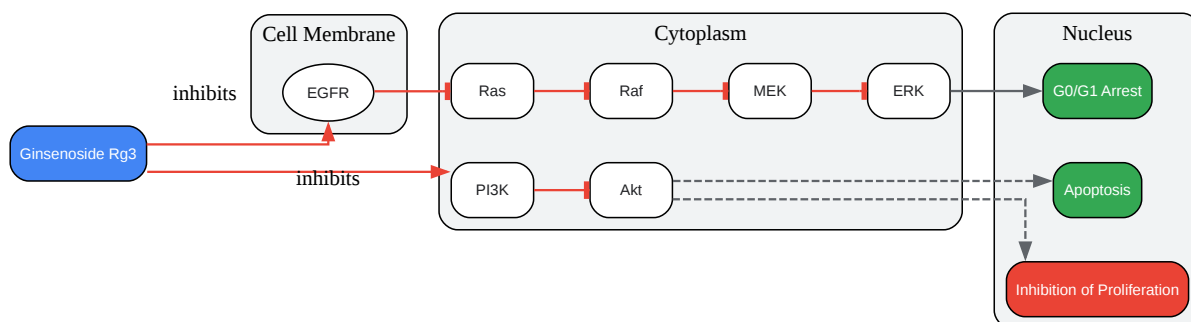 Cell Membrane
Cytoplasm
Nucleus
inhibits
EGFR
Ras
Raf
MEK
ERK
G0/G1 Arrest
Ginsenoside Rg3
inhibits
PI3K
Akt
Apoptosis
Inhibition of Proliferation